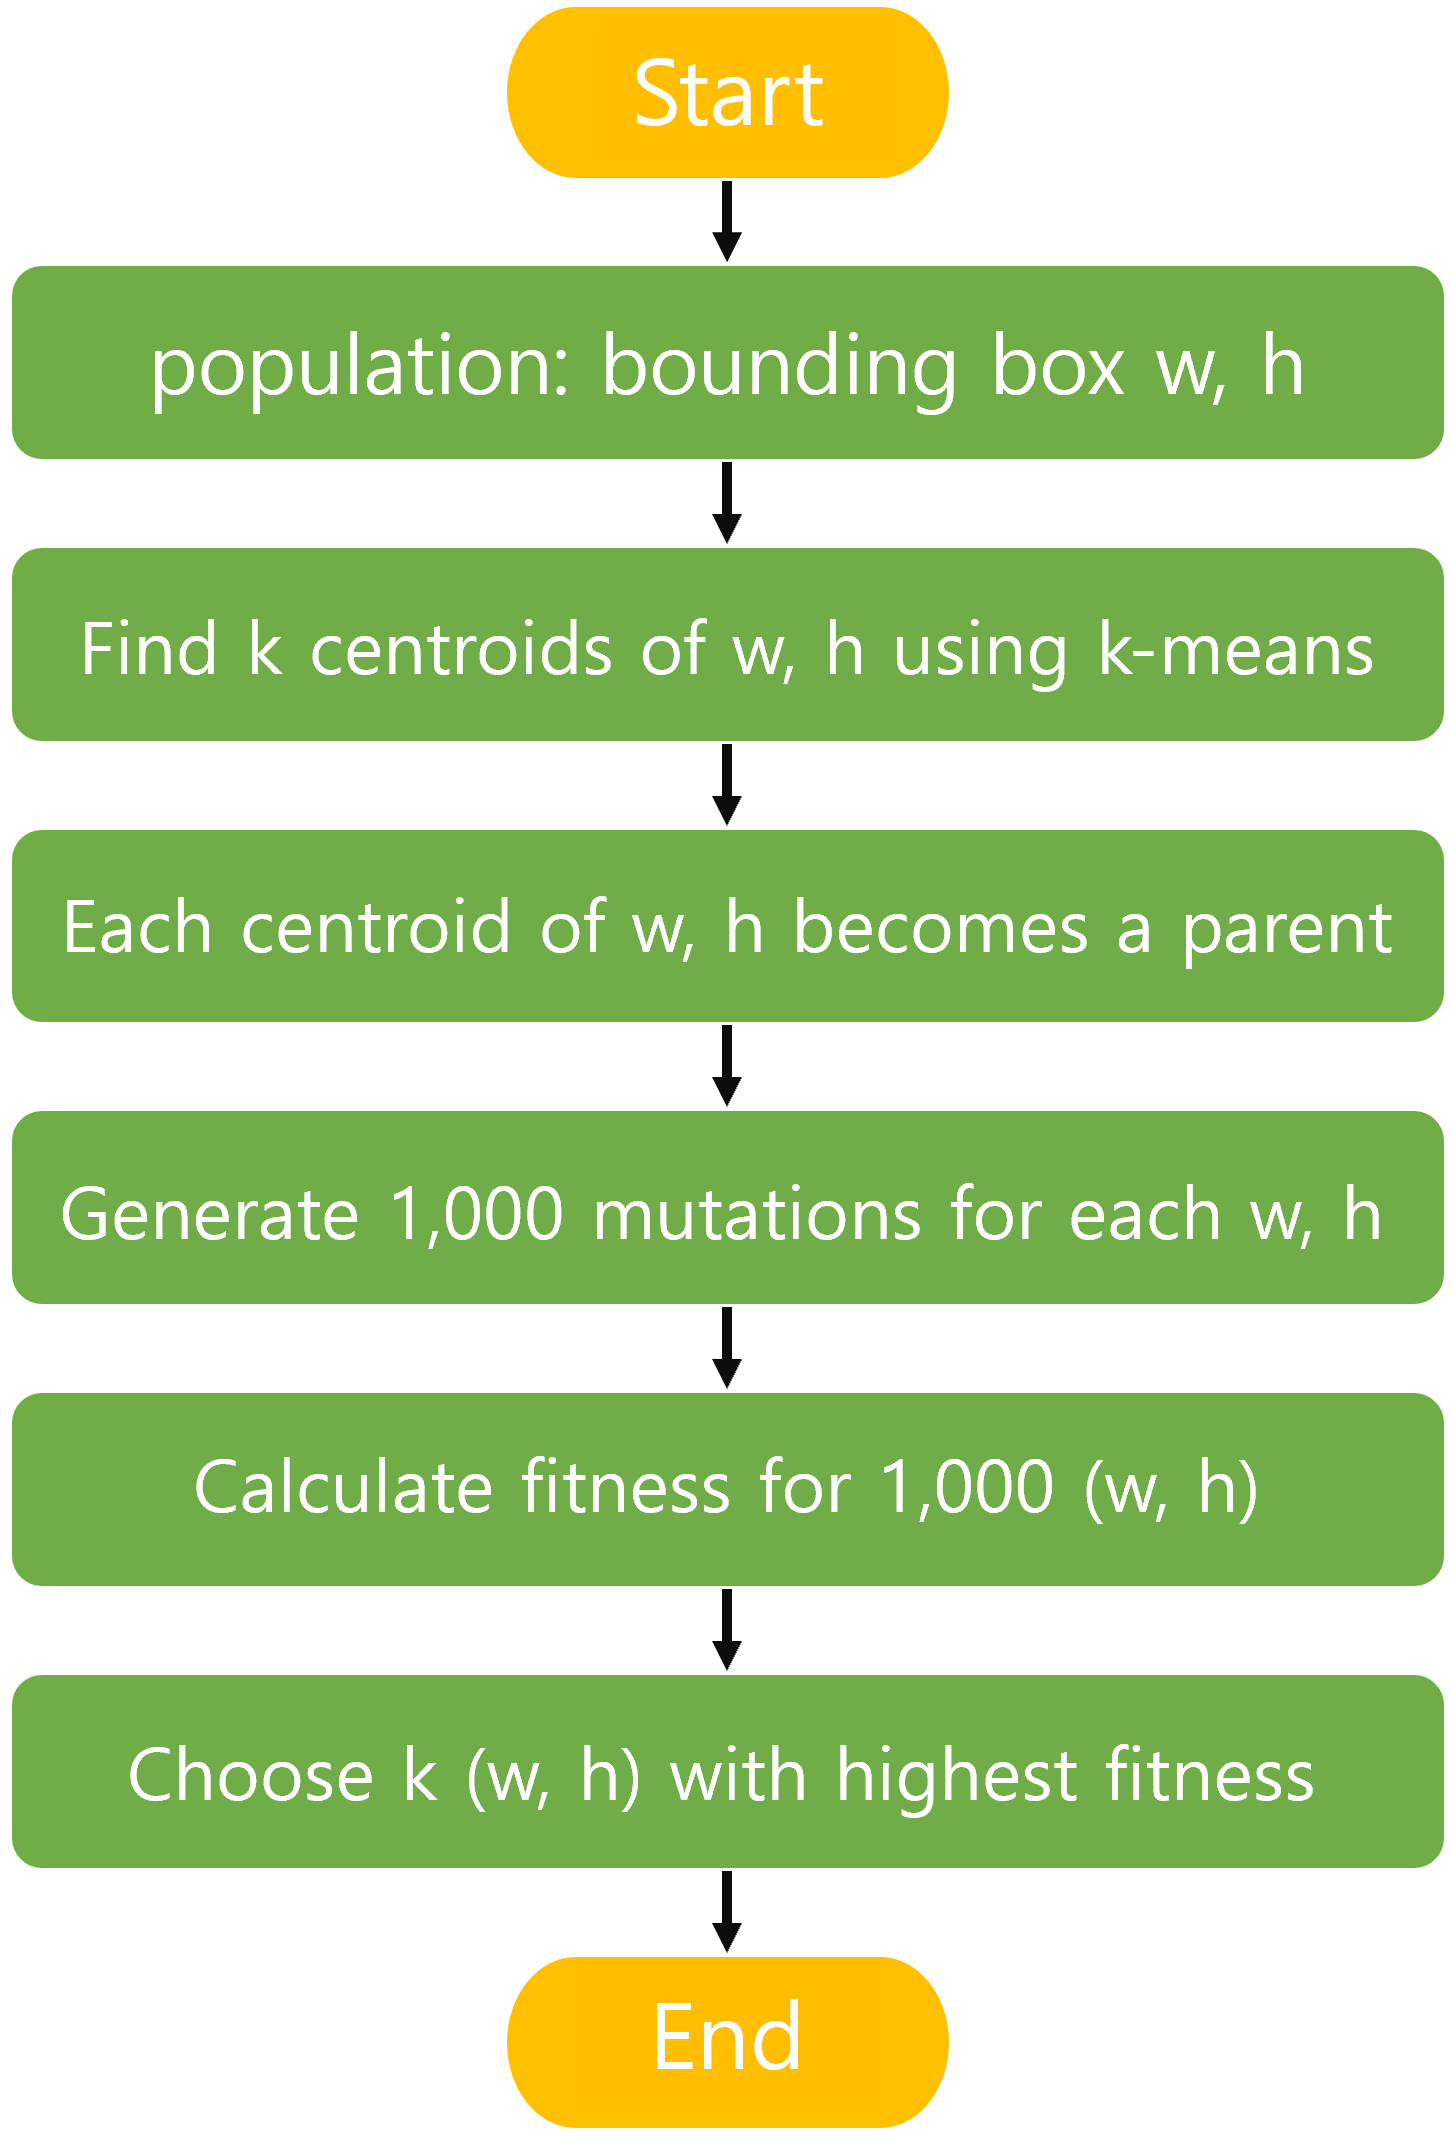 Start
population: bounding box w, h
Find k centroids of w, h using k-means
Each centroid of w, h becomes a parent
Generate 1,000 mutations for each w, h
Calculate fitness for 1,000 (w, h)
Choose k (w, h) with highest fitness
End